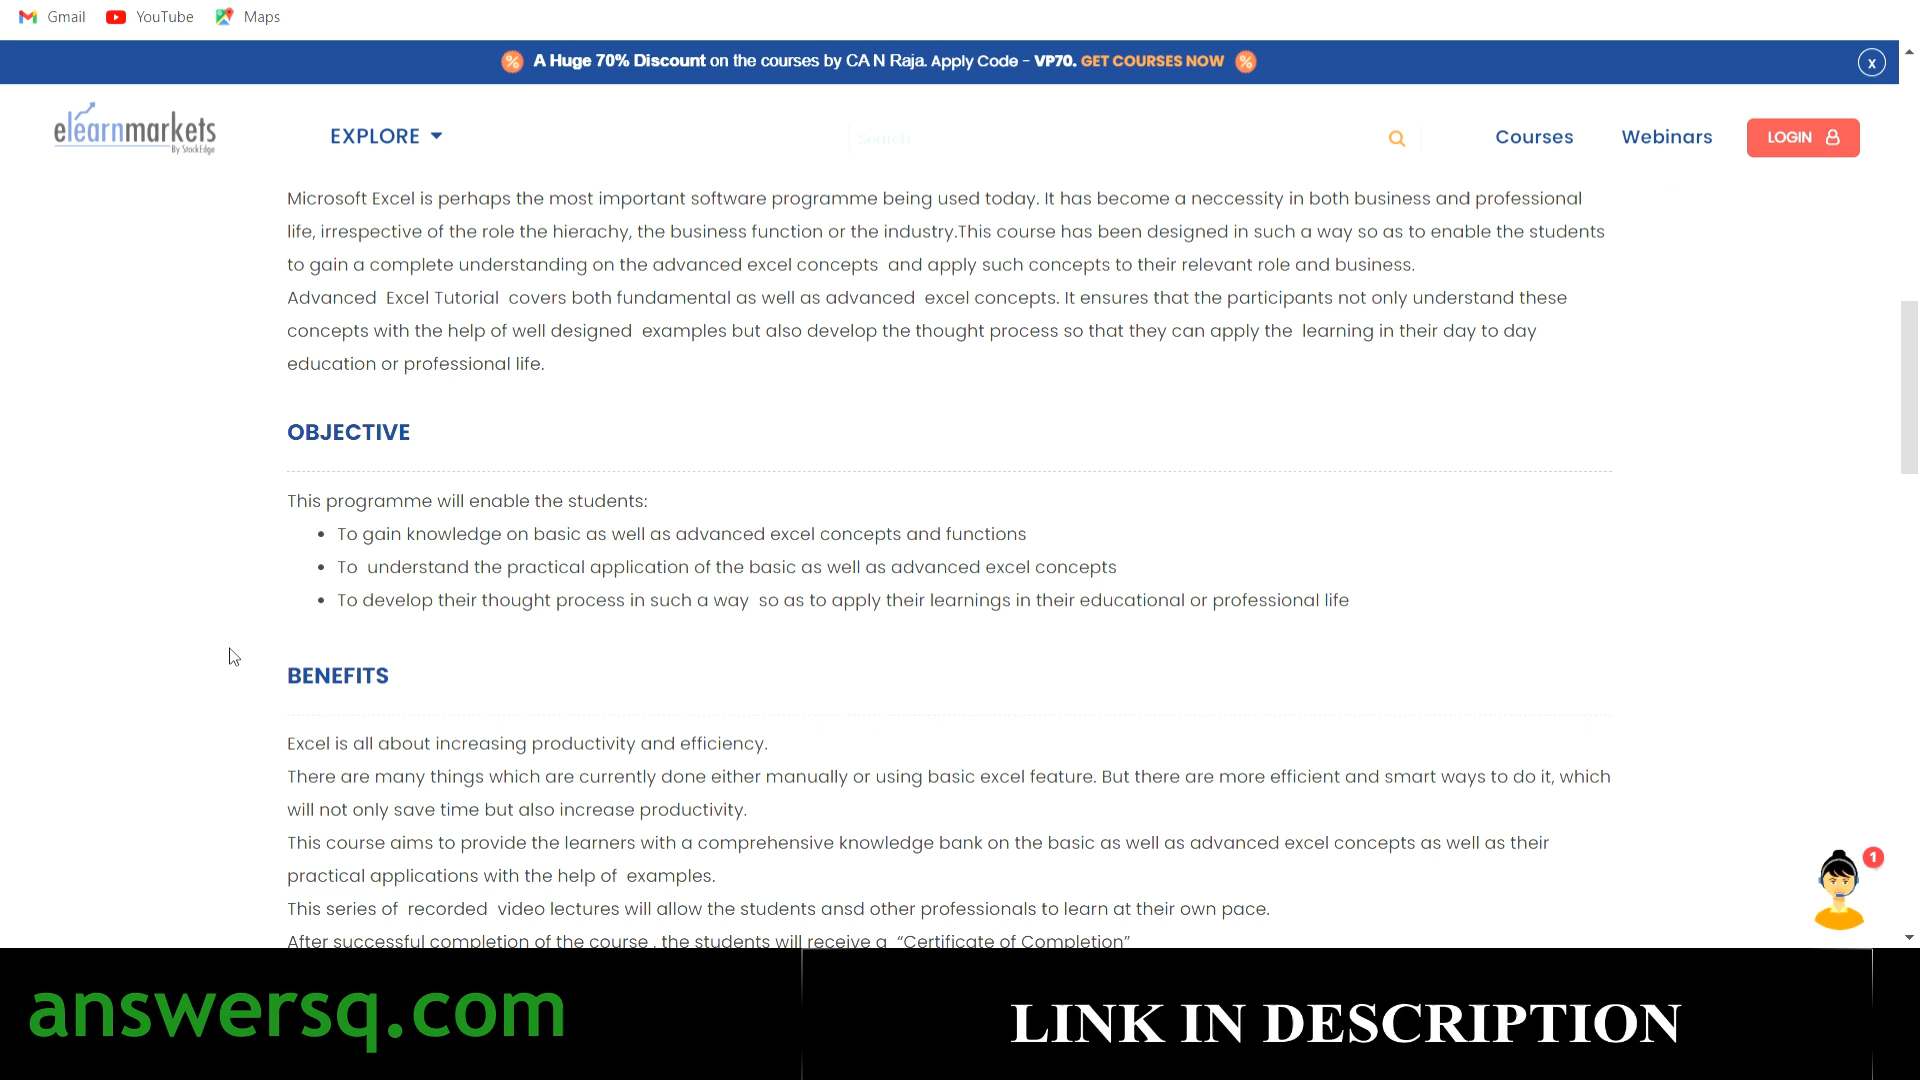 Gmail YouTube Maps
A Huge 70% Discount on the courses by CA N Raja. Apply Code - VP70. GET COURSES NOW
x
elearnmarkets
By StockEdge
EXPLORE
Search
Courses
Webinars
LOGIN
Microsoft Excel is perhaps the most important software programme being used today. It has become a neccessity in both business and professional
life, irrespective of the role the hierachy, the business function or the industry.This course has been designed in such a way so as to enable the students
to gain a complete understanding on the advanced excel concepts and apply such concepts to their relevant role and business.
Advanced Excel Tutorial covers both fundamental as well as advanced excel concepts. It ensures that the participants not only understand these
concepts with the help of well designed examples but also develop the thought process so that they can apply the learning in their day to day
education or professional life.
OBJECTIVE
This programme will enable the students:
• To gain knowledge on basic as well as advanced excel concepts and functions
• To understand the practical application of the basic as well as advanced excel concepts
• To develop their thought process in such a way so as to apply their learnings in their educational or professional life
BENEFITS
Excel is all about increasing productivity and efficiency.
There are many things which are currently done either manually or using basic excel feature. But there are more efficient and smart ways to do it, which
will not only save time but also increase productivity.
This course aims to provide the learners with a comprehensive knowledge bank on the basic as well as advanced excel concepts as well as their
practical applications with the help of examples.
1
This series of recorded video lectures will allow the students ansd other professionals to learn at their own pace.
After successful completion of the course , the students will receive a “Certificate of Completion”
answersq.com
LINK IN DESCRIPTION